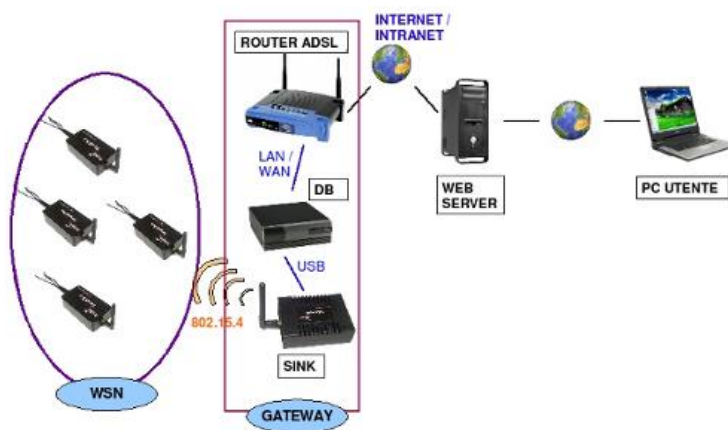 INTERNET /
INTRANET
ROUTER ADSL
LAN /
WAN
DB
WEB
SERVER
PC UTENTE
USB
802.15.4
SINK
WSN
GATEWAY